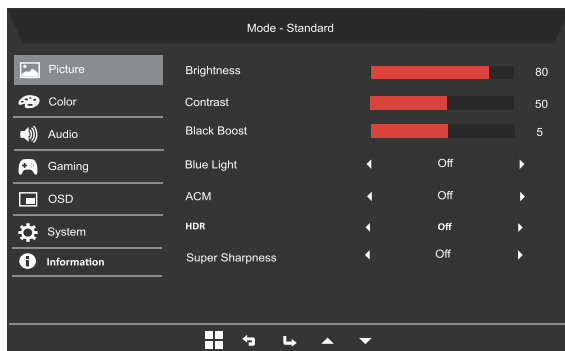 Mode - Standard
Picture
Brightness 80
Color
Contrast 50
Audio
Black Boost 5
Gaming
Blue Light Off
OSD
ACM Off
System
HDR Off
Information
Super Sharpness Off